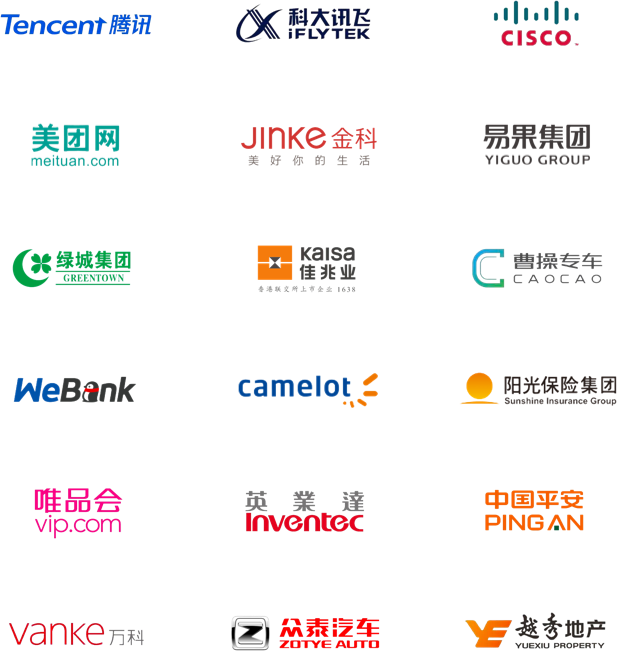 Tencent 腾讯
科大讯飞
iFLYTEK
CISCO
美团网
meituan.com
JINKE 金科
美好你的生活
易果集团
YIGUO GROUP
绿城集团
GREENTOWN
KAISA
佳兆业
香港联交所上市企业 1638
曹操专车
CAOCAO
WeBank
camelot
阳光保险集团
Sunshine Insurance Group
唯品会
vip.com
英業達
Inventec
中国平安
PING AN
vanke 万科
众泰汽车
ZOTYE AUTO
越秀地产
YUEXIU PROPERTY